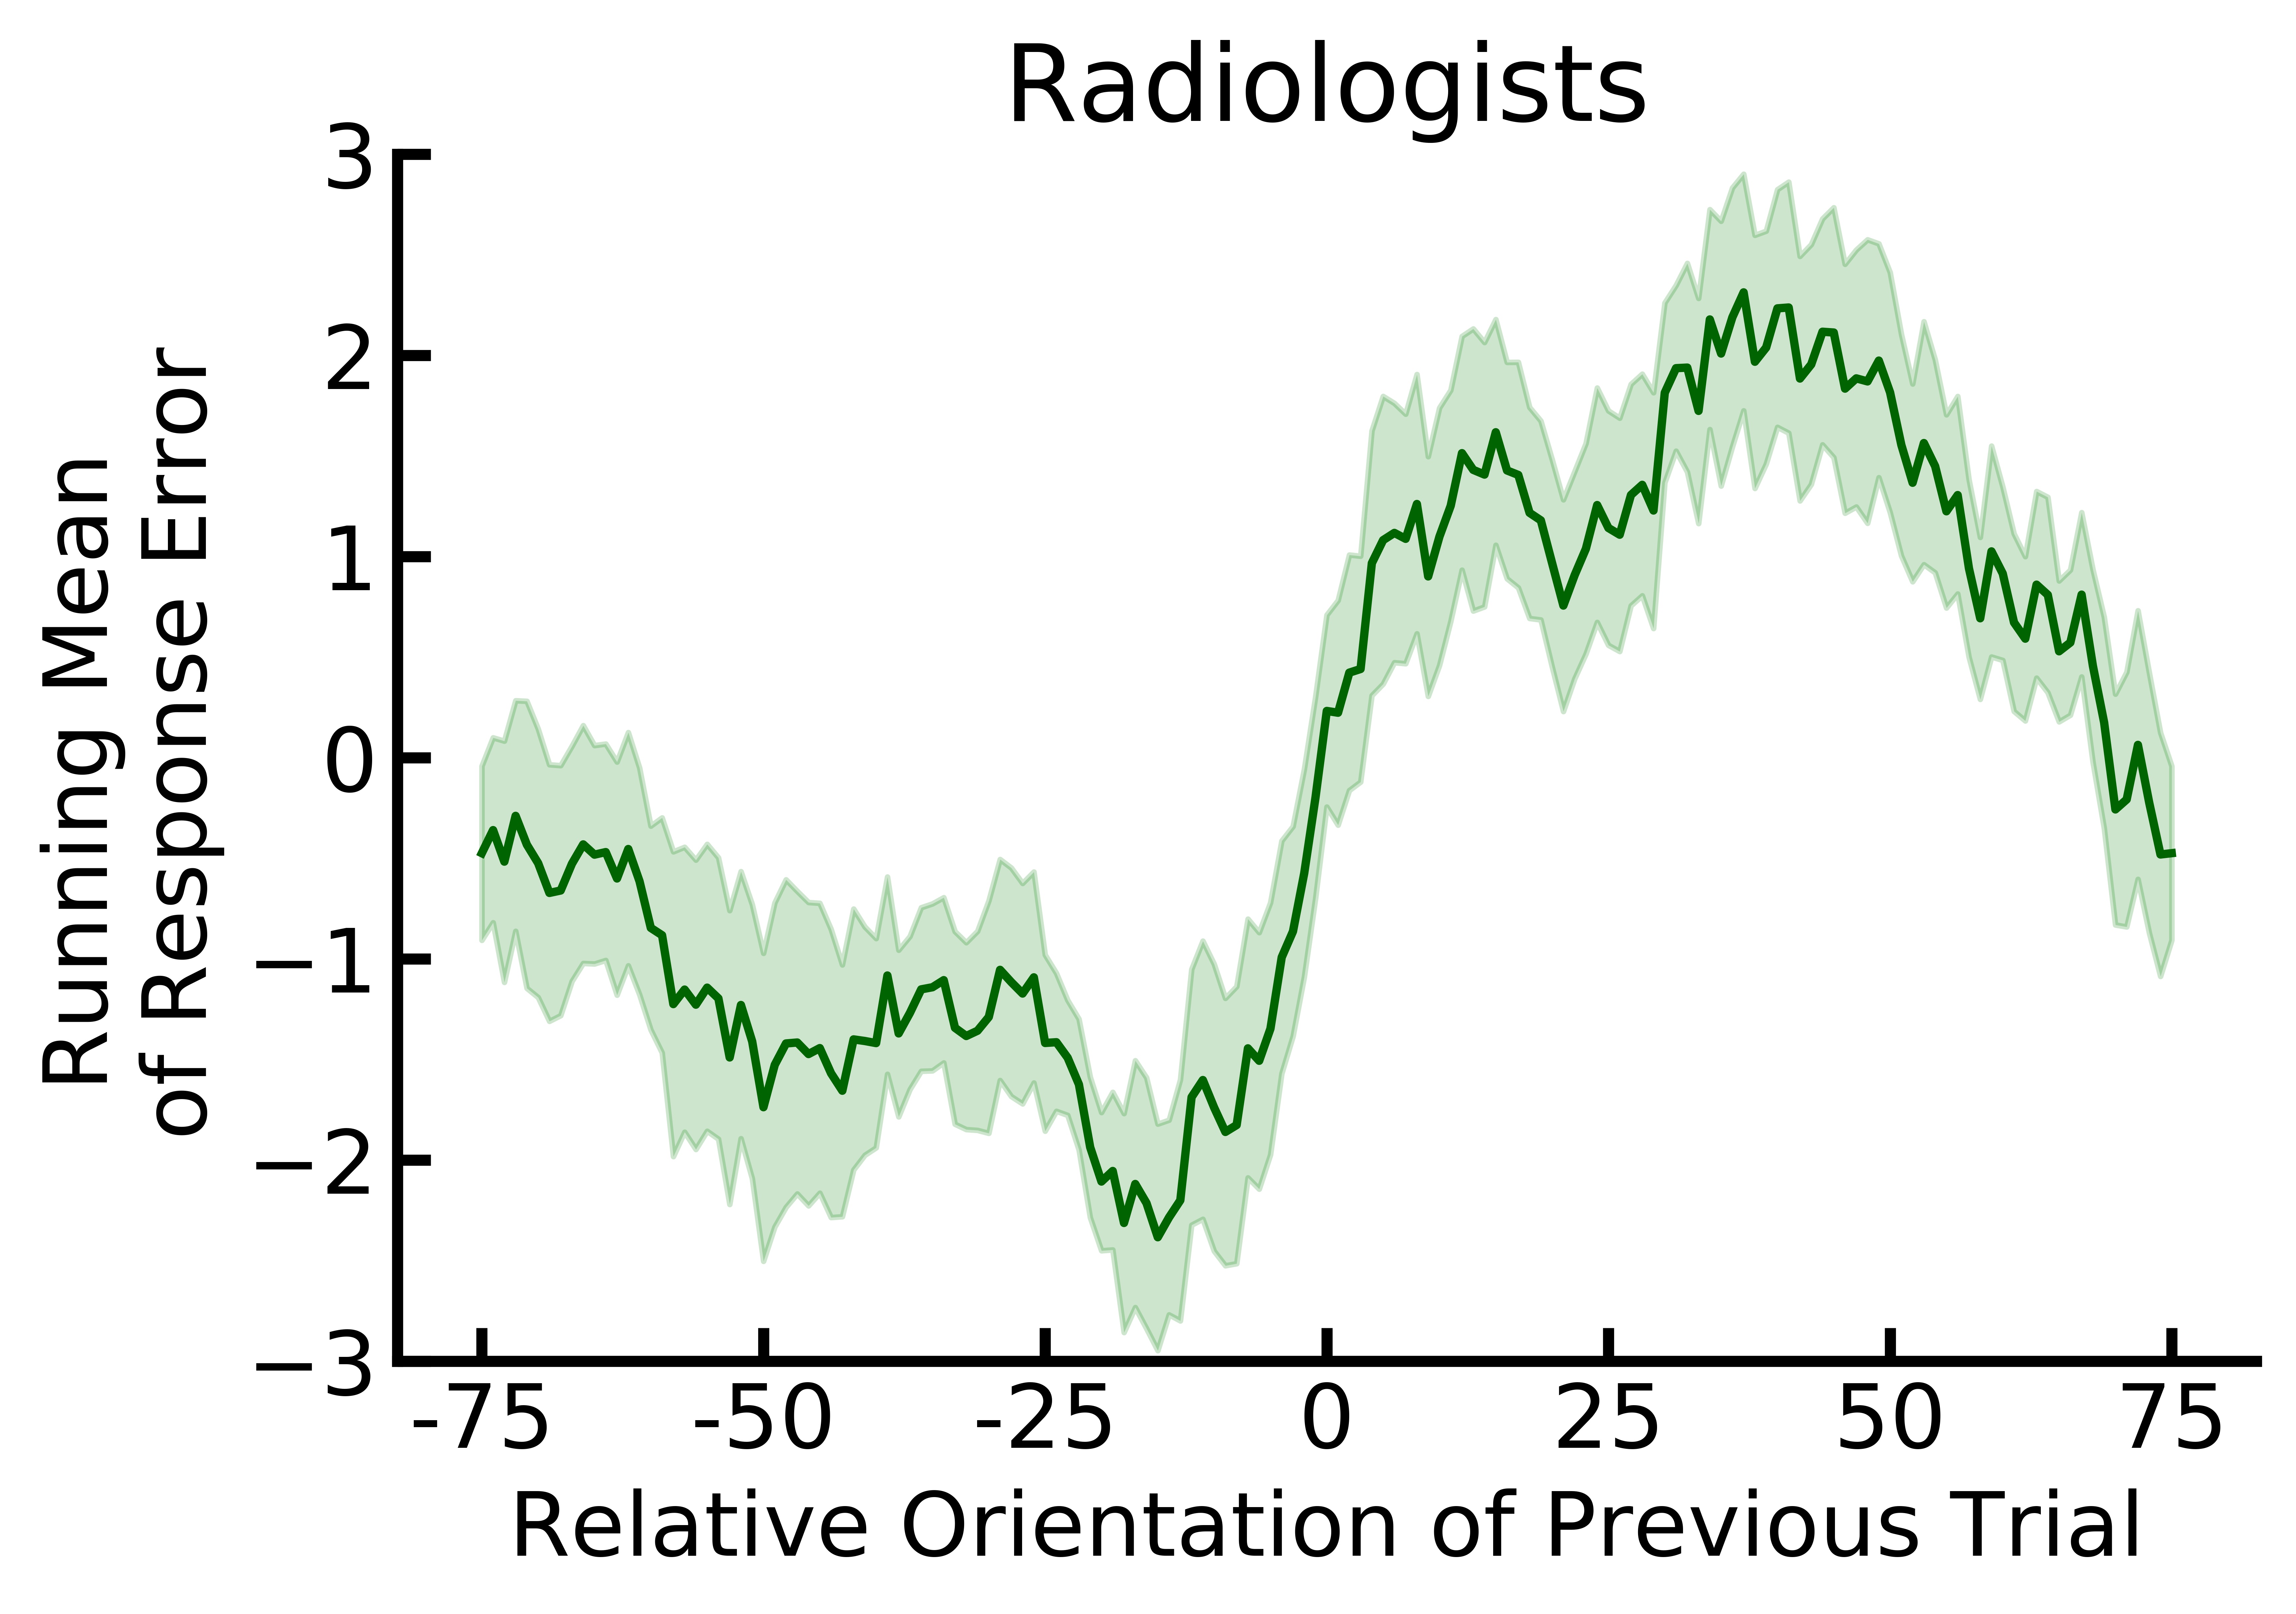 Radiologists
Running Mean
of Response Error
3
2
1
0
−1
−2
−3
-75 -50 -25 0 25 50 75
Relative Orientation of Previous Trial